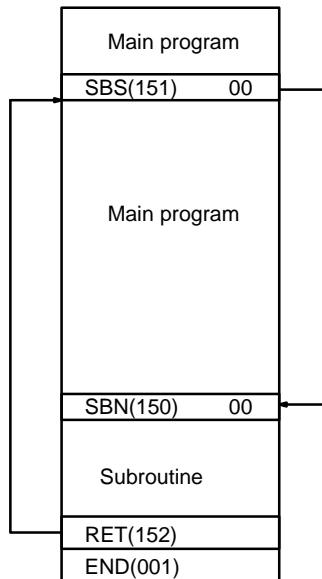 Main program
SBS(151) 00
Main program
SBN(150) 00
Subroutine
RET(152)
END(001)